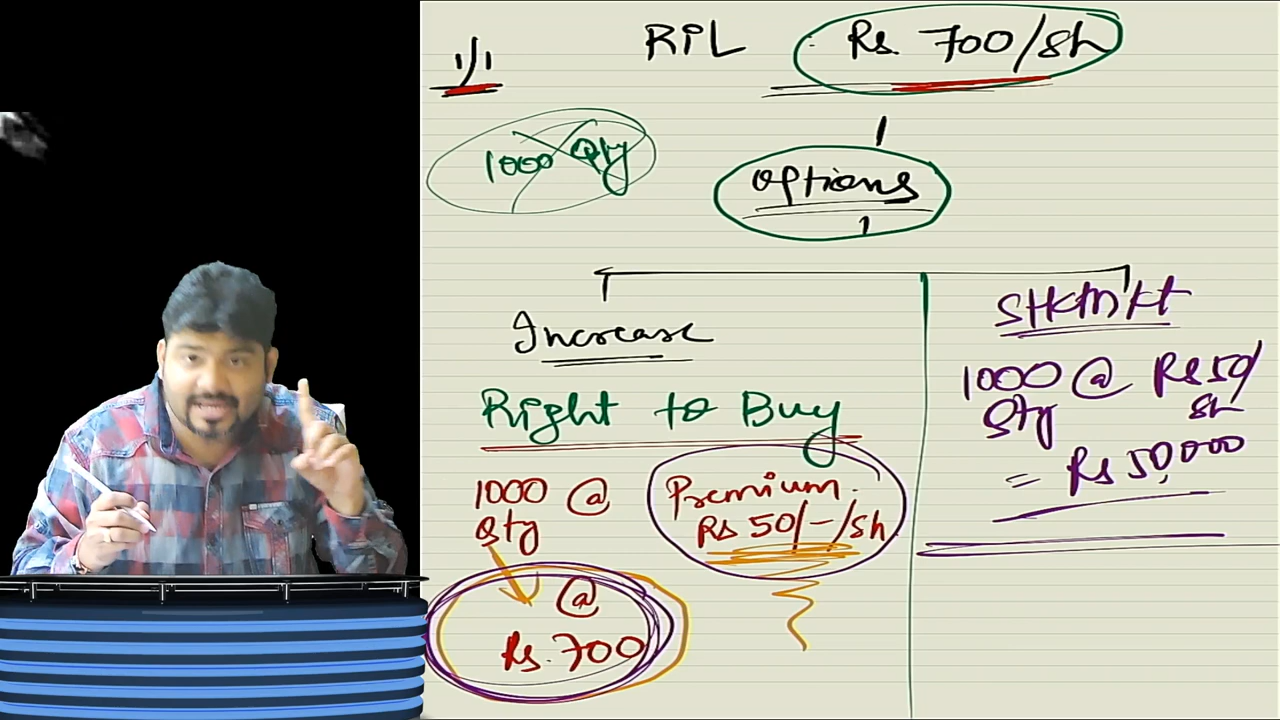 1/1
RIL Rs. 700/sh
1000 Qty
Options
Increase
Right to Buy
1000 @
Qty
Premium.
Rs 50/-/sh
@
Rs. 700
StkMkt
1000 @ Rs 50/
Qty sh
= Rs 50,000